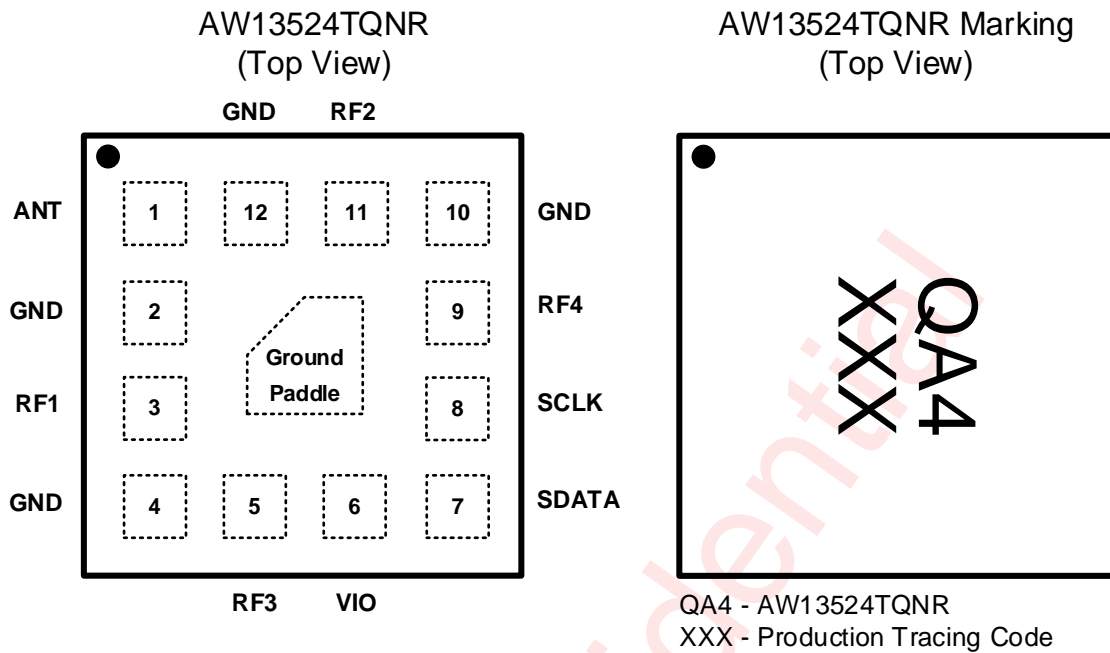 AW13524TQNR
(Top View)
GND RF2
ANT 1 12 11 10 GND
GND 2 9 RF4
Ground
Paddle
RF1 3 8 SCLK
GND 4 5 6 7 SDATA
RF3 VIO
AW13524TQNR Marking
(Top View)
QA4
XXX
QA4 - AW13524TQNR
XXX - Production Tracing Code
dential